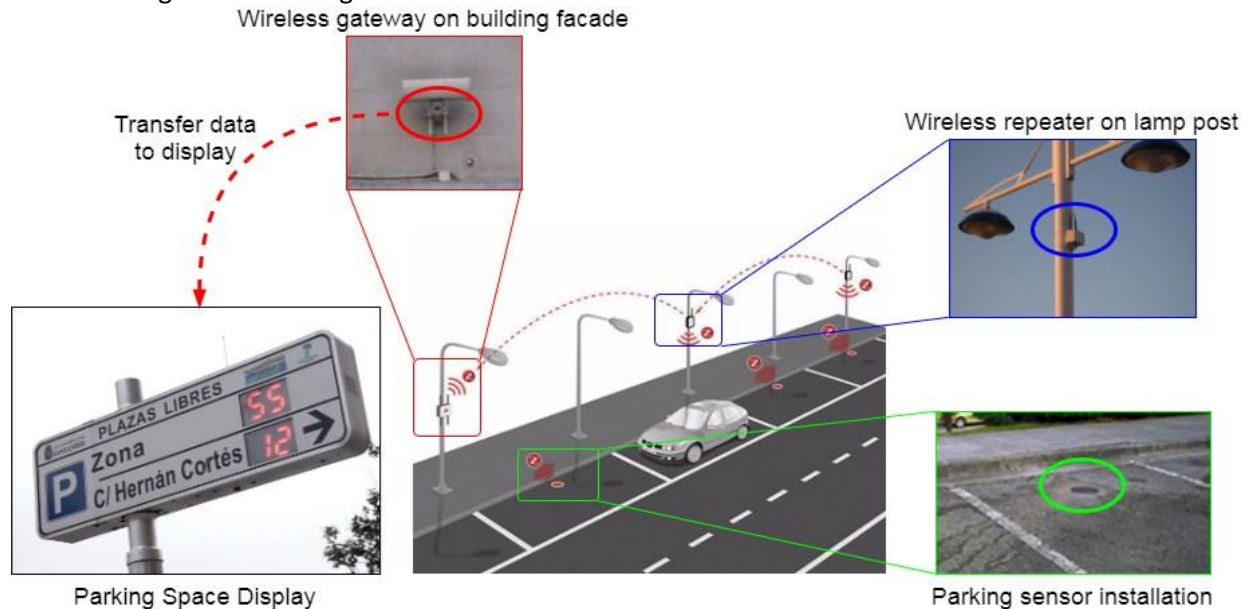 Wireless gateway on building facade
Transfer data
to display
Wireless repeater on lamp post
PLAZAS LIBRES
55
Zona
12
P
C/ Hernán Cortés
Parking Space Display
Parking sensor installation